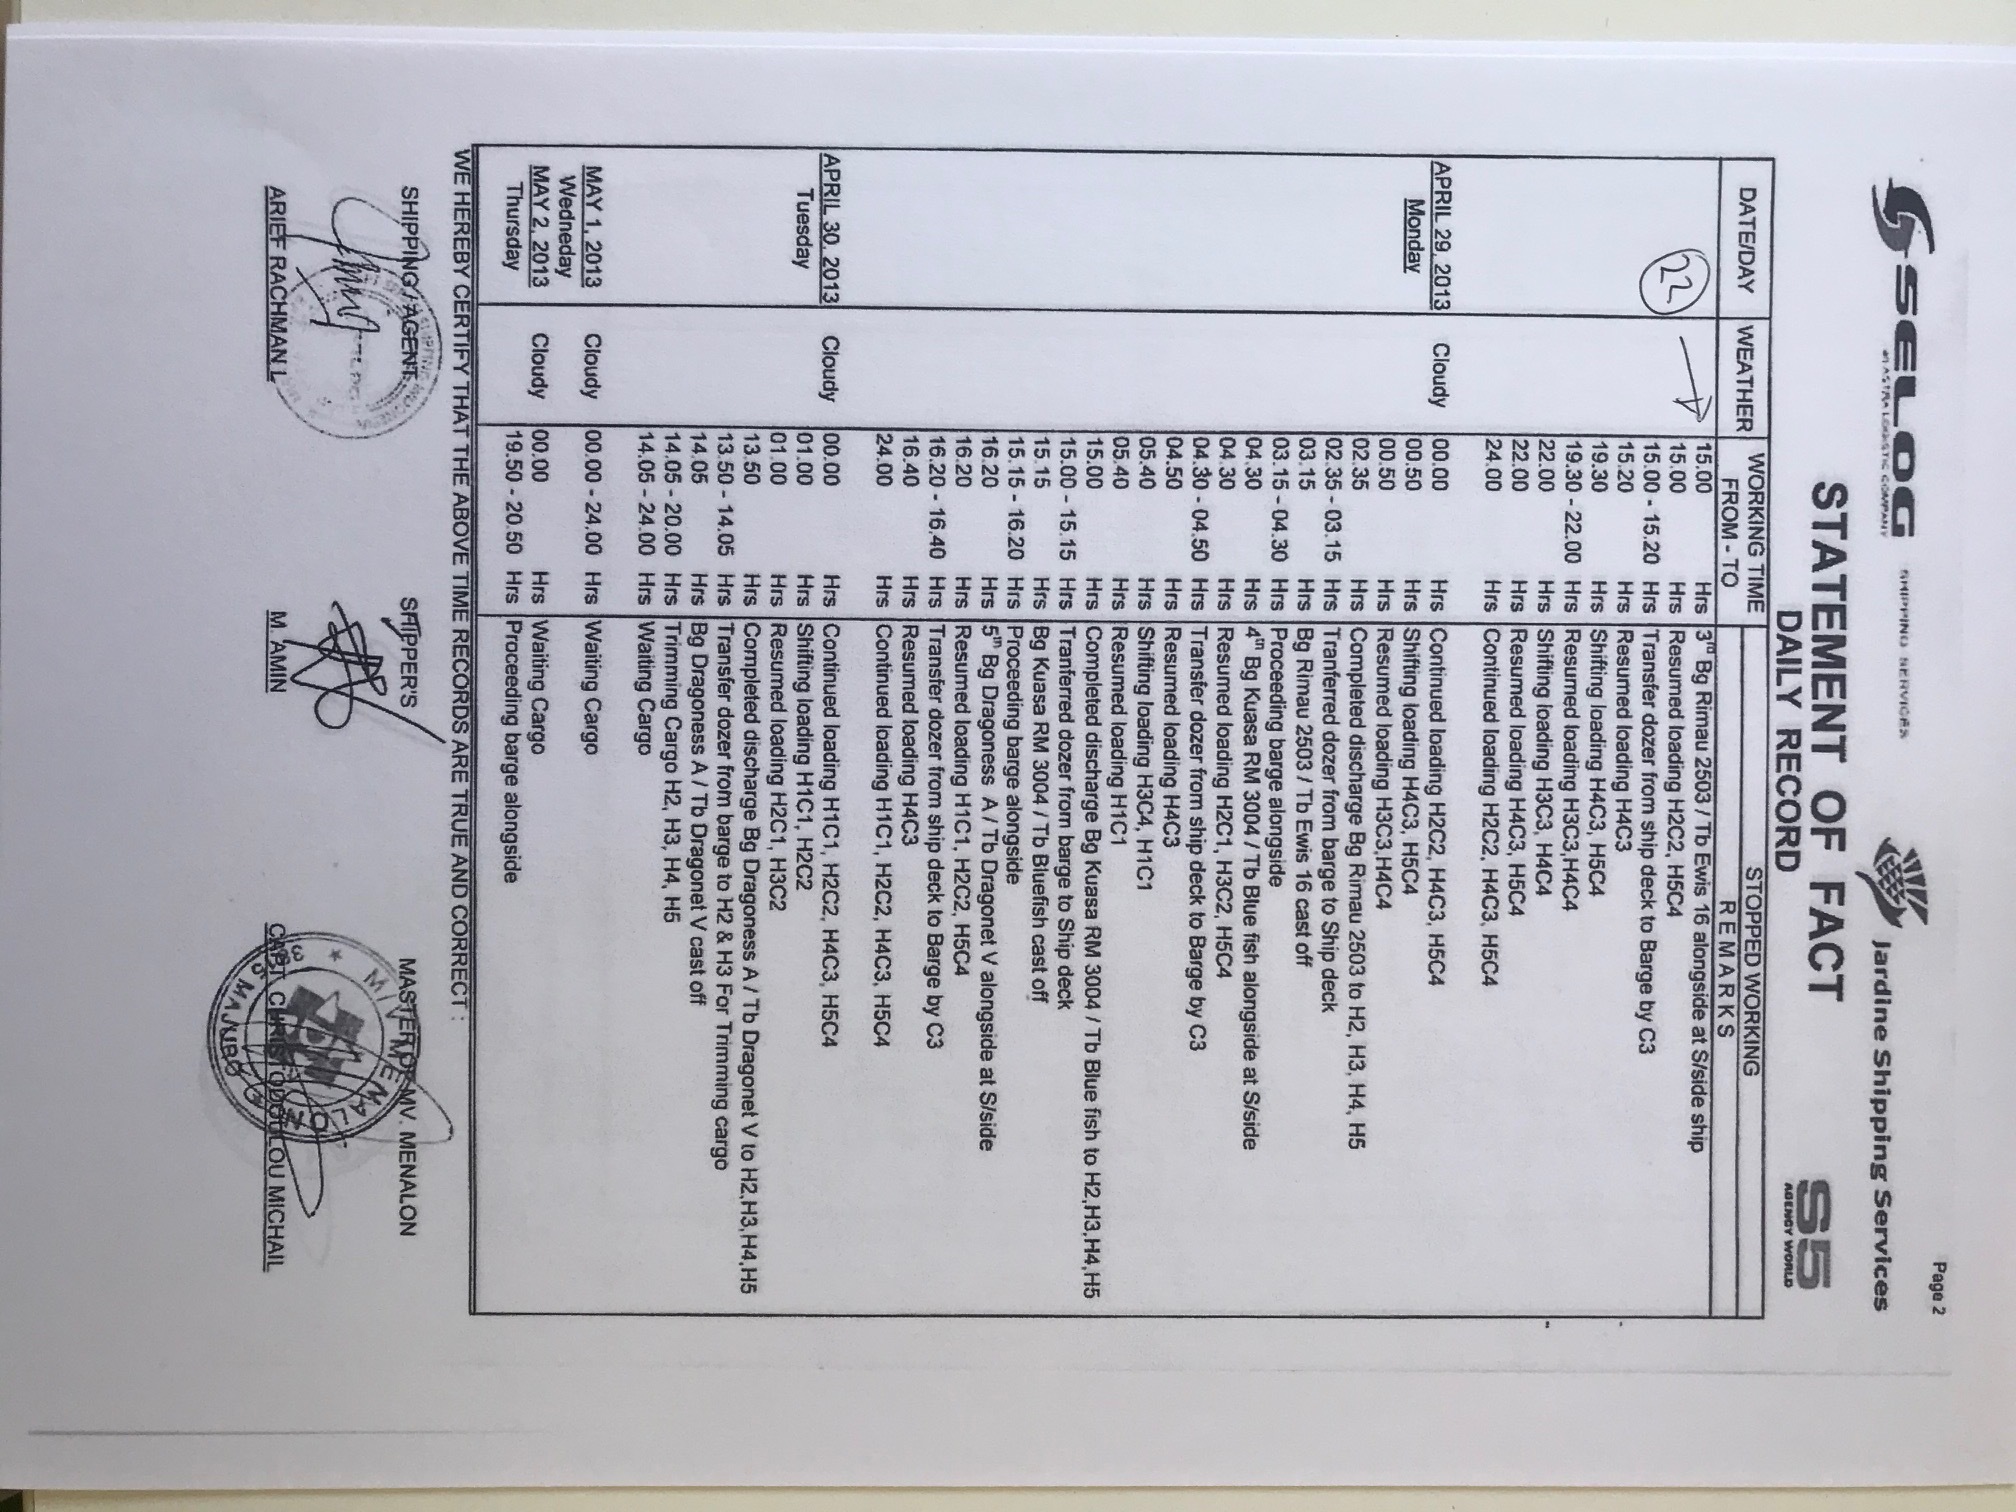 Page 2
SELOG SHIPPING SERVICES
an ASTRA LOGISTIC COMPANY
Jardine Shipping Services
STATEMENT OF FACT
DAILY RECORD
S5
AGENCY WORLD
DATE/DAY WEATHER WORKING TIME FROM - TO STOPPED WORKING
REMARKS
22
15.00 Hrs 3rd Bg Rimau 2503 / Tb Ewis 16 alongside at S/side ship
15.00 Hrs Resumed loading H2C2, H5C4
15.00 - 15.20 Hrs Transfer dozer from ship deck to Barge by C3
15.20 Hrs Resumed loading H4C3
19.30 Hrs Shifting loading H4C3, H5C4
19.30 - 22.00 Hrs Resumed loading H3C3,H4C4
22.00 Hrs Shifting loading H3C3, H4C4
22.00 Hrs Resumed loading H4C3, H5C4
24.00 Hrs Continued loading H2C2, H4C3, H5C4
APRIL 29, 2013 Cloudy 00.00 Hrs Continued loading H2C2, H4C3, H5C4
Monday 00.50 Hrs Shifting loading H4C3, H5C4
00.50 Hrs Resumed loading H3C3,H4C4
02.35 Hrs Completed discharge Bg Rimau 2503 to H2, H3, H4, H5
02.35 - 03.15 Hrs Tranferred dozer from barge to Ship deck
03.15 Hrs Bg Rimau 2503 / Tb Ewis 16 cast off
03.15 - 04.30 Hrs Proceeding barge alongside
04.30 Hrs 4th Bg Kuasa RM 3004 / Tb Blue fish alongside at S/side
04.30 Hrs Resumed loading H2C1, H3C2, H5C4
04.30 - 04.50 Hrs Transfer dozer from ship deck to Barge by C3
04.50 Hrs Resumed loading H4C3
05.40 Hrs Shifting loading H3C4, H1C1
05.40 Hrs Resumed loading H1C1
15.00 Hrs Completed discharge Bg Kuasa RM 3004 / Tb Blue fish to H2,H3,H4,H5
15.00 - 15.15 Hrs Tranferred dozer from barge to Ship deck
15.15 Hrs Bg Kuasa RM 3004 / Tb Bluefish cast off
15.15 - 16.20 Hrs Proceeding barge alongside
16.20 Hrs 5th Bg Dragoness A / Tb Dragonet V alongside at S/side
16.20 Hrs Resumed loading H1C1, H2C2, H5C4
16.20 - 16.40 Hrs Transfer dozer from ship deck to Barge by C3
16.40 Hrs Resumed loading H4C3
24.00 Hrs Continued loading H1C1, H2C2, H4C3, H5C4
APRIL 30, 2013 Cloudy 00.00 Hrs Continued loading H1C1, H2C2, H4C3, H5C4
Tuesday 01.00 Hrs Shifting loading H1C1, H2C2
01.00 Hrs Resumed loading H2C1, H3C2
13.50 Hrs Completed discharge Bg Dragoness A / Tb Dragonet V to H2,H3,H4,H5
13.50 - 14.05 Hrs Transfer dozer from barge to H2 & H3 For Trimming cargo
14.05 Hrs Bg Dragoness A / Tb Dragonet V cast off
14.05 - 20.00 Hrs Trimming Cargo H2, H3, H4, H5
14.05 - 24.00 Hrs Waiting Cargo
MAY 1, 2013 Cloudy 00.00 - 24.00 Hrs Waiting Cargo
Wedneday
MAY 2, 2013 Cloudy 00.00 Hrs Waiting Cargo
Thursday 19.50 - 20.50 Hrs Proceeding barge alongside
WE HEREBY CERTIFY THAT THE ABOVE TIME RECORDS ARE TRUE AND CORRECT :
SHIPPING / AGENT SHIPPER'S MASTER OF MV. MENALON
M/V MENALON
MAJURO
ARIEF RACHMAN L M. AMIN CAPT. CHRISTODOULOU MICHAIL